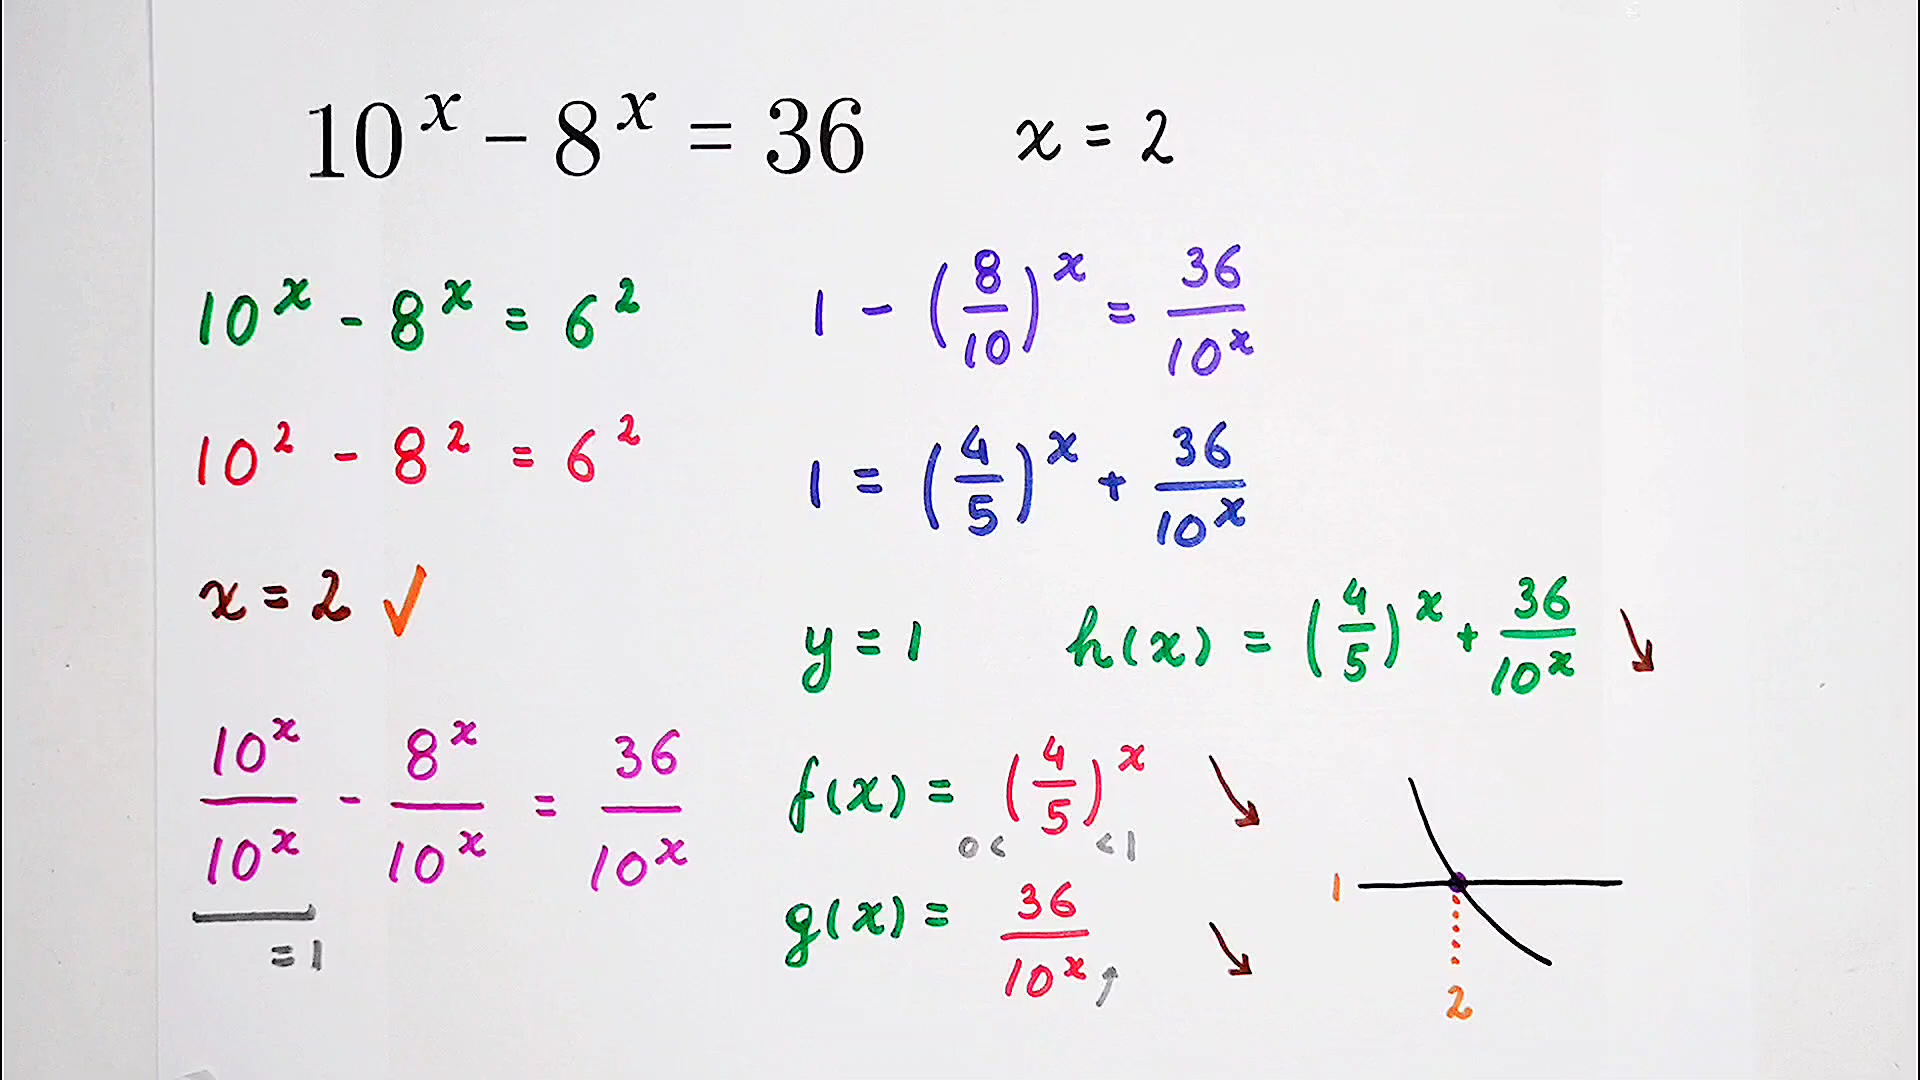 10^x − 8^x = 36
x = 2
10^x - 8^x = 6^2
10^2 - 8^2 = 6^2
x = 2 ✓
10^x/10^x - 8^x/10^x = 36/10^x
= 1
1 - (8/10)^x = 36/10^x
1 = (4/5)^x + 36/10^x
y = 1
h(x) = (4/5)^x + 36/10^x ↘
f(x) = (4/5)^x ↘
0 < < 1
g(x) = 36/10^x ↑ ↘
1
2